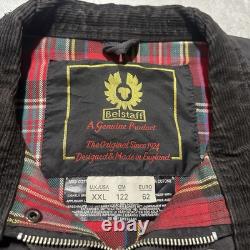 Belstaff
A Genuine Product
The Original Since 1924
Designed & Made in England
UK/USA CM EURO
XXL 122 62